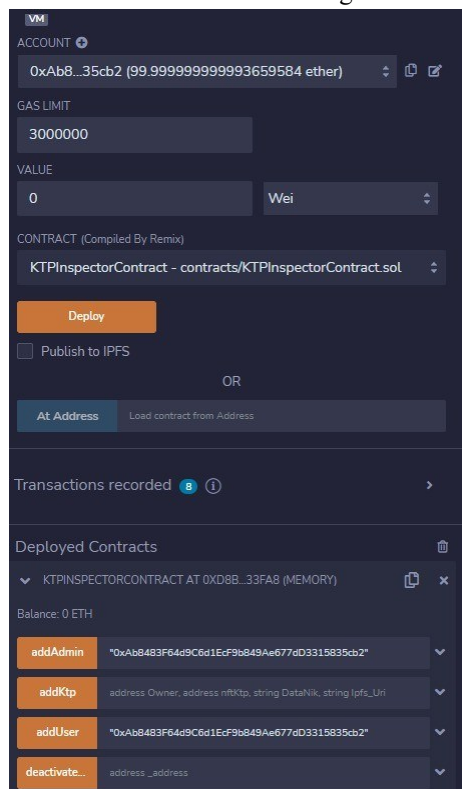 VM
ACCOUNT
0xAb8...35cb2 (99.999999999993659584 ether)
GAS LIMIT
3000000
VALUE
0 Wei
CONTRACT (Compiled By Remix)
KTPInspectorContract - contracts/KTPInspectorContract.sol
Deploy
Publish to IPFS
OR
At Address Load contract from Address
Transactions recorded 8
Deployed Contracts
KTPINSPECTORCONTRACT AT 0XD8B...33FA8 (MEMORY)
Balance: 0 ETH
addAdmin "0xAb8483F64d9C6d1EcF9b849Ae677dD3315835cb2"
addKtp address Owner, address nftKtp, string DataNik, string Ipfs_Uri
addUser "0xAb8483F64d9C6d1EcF9b849Ae677dD3315835cb2"
deactivate... address _address